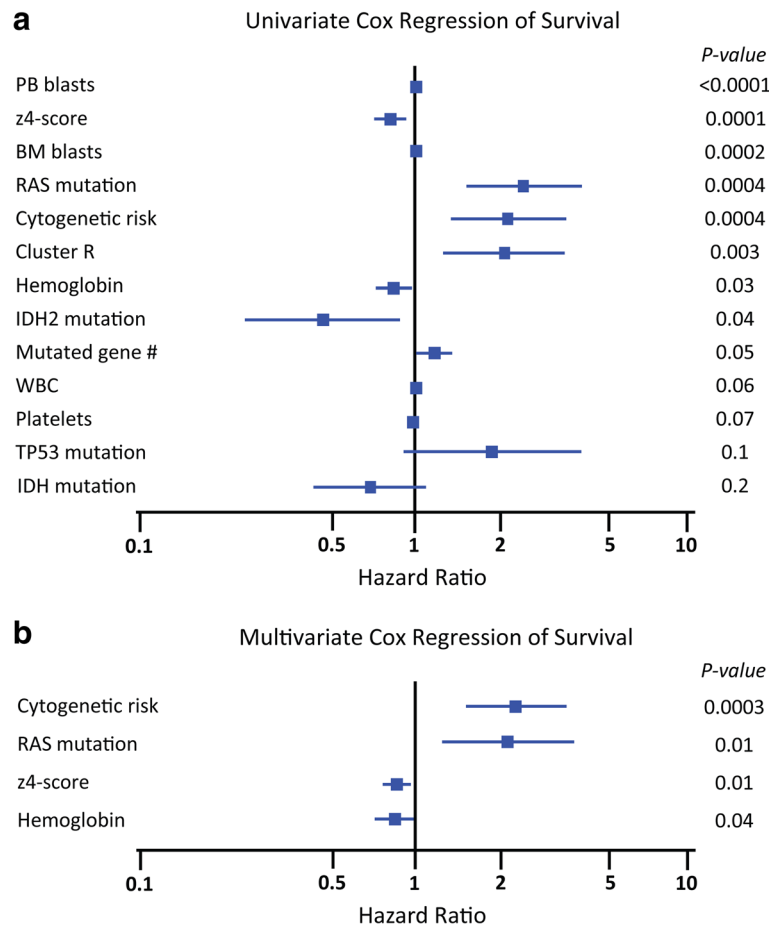 a
Univariate Cox Regression of Survival
P-value
PB blasts <0.0001
z4-score 0.0001
BM blasts 0.0002
RAS mutation 0.0004
Cytogenetic risk 0.0004
Cluster R 0.003
Hemoglobin 0.03
IDH2 mutation 0.04
Mutated gene # 0.05
WBC 0.06
Platelets 0.07
TP53 mutation 0.1
IDH mutation 0.2
0.1 0.5 1 2 5 10
Hazard Ratio
b
Multivariate Cox Regression of Survival
P-value
Cytogenetic risk 0.0003
RAS mutation 0.01
z4-score 0.01
Hemoglobin 0.04
0.1 0.5 1 2 5 10
Hazard Ratio